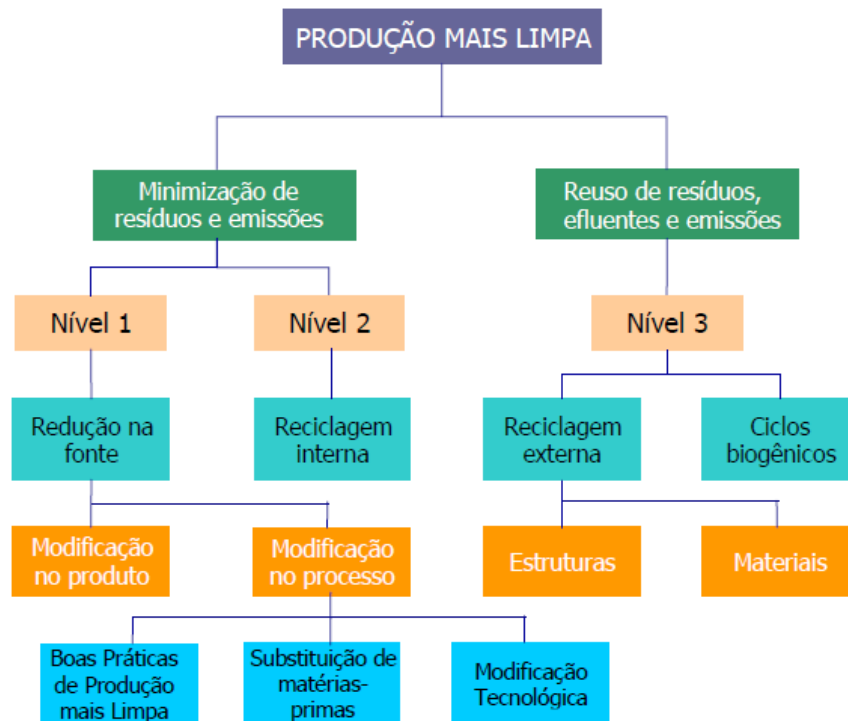 PRODUÇÃO MAIS LIMPA
Minimização de
resíduos e emissões
Reuso de resíduos,
efluentes e emissões
Nível 1
Nível 2
Nível 3
Redução na
fonte
Reciclagem
interna
Reciclagem
externa
Ciclos
biogênicos
Modificação
no produto
Modificação
no processo
Estruturas
Materiais
Boas Práticas
de Produção
mais Limpa
Substituição de
matérias-
primas
Modificação
Tecnológica